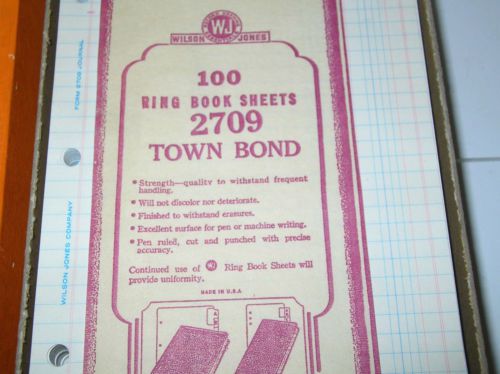 WJ
WILSON JONES
100
RING BOOK SHEETS
2709
TOWN BOND
• Strength—quality to withstand frequent
handling.
• Will not discolor nor deteriorate.
• Finished to withstand erasures.
• Excellent surface for pen or machine writing.
• Pen ruled, cut and punched with precise
accuracy.
Continued use of WJ Ring Book Sheets will
provide uniformity.
MADE IN U.S.A
FORM 2709 JOURNAL
WILSON JONES COMPANY